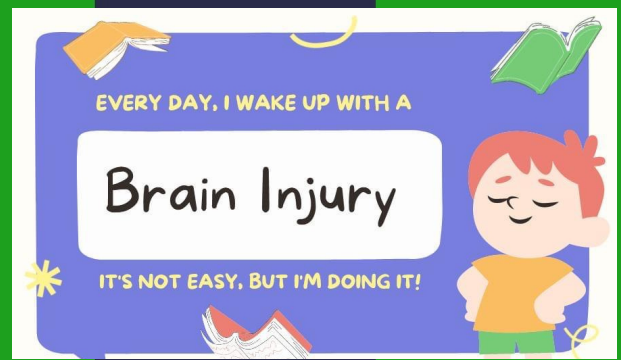 EVERY DAY, I WAKE UP WITH A
Brain Injury
IT'S NOT EASY, BUT I'M DOING IT!